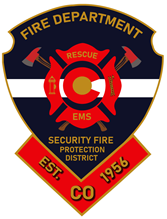 FIRE DEPARTMENT
RESCUE
EMS
SECURITY FIRE
PROTECTION
DISTRICT
EST. 1956
CO